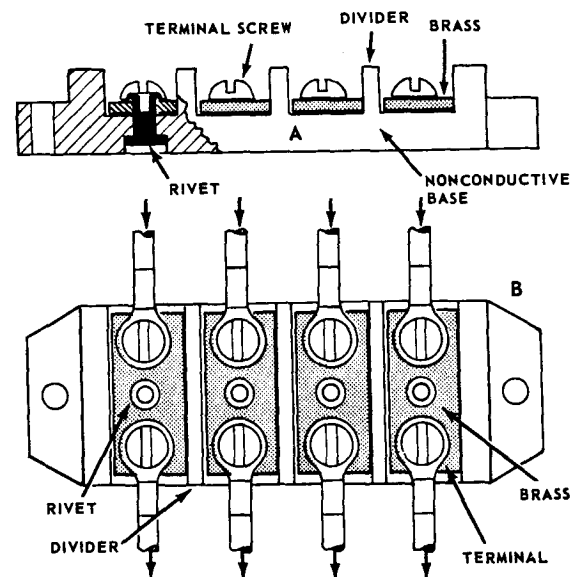 DIVIDER
TERMINAL SCREW
BRASS
A
RIVET
NONCONDUCTIVE
BASE
B
RIVET
BRASS
DIVIDER
TERMINAL